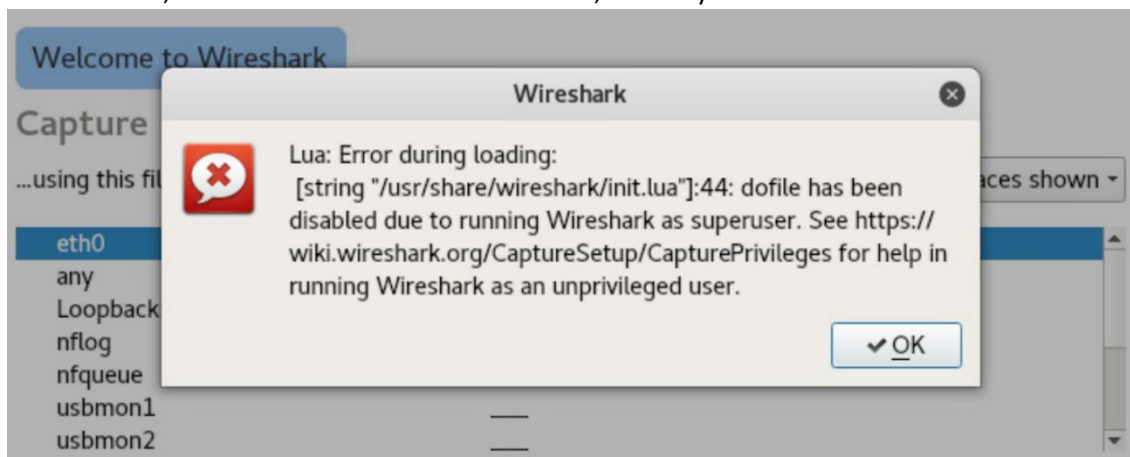 Welcome to Wireshark
Wireshark
Capture
...using this fil
aces shown
Lua: Error during loading:
[string "/usr/share/wireshark/init.lua"]:44: dofile has been
disabled due to running Wireshark as superuser. See https://
wiki.wireshark.org/CaptureSetup/CapturePrivileges for help in
running Wireshark as an unprivileged user.
OK
eth0
any
Loopback
nflog
nfqueue
usbmon1
usbmon2